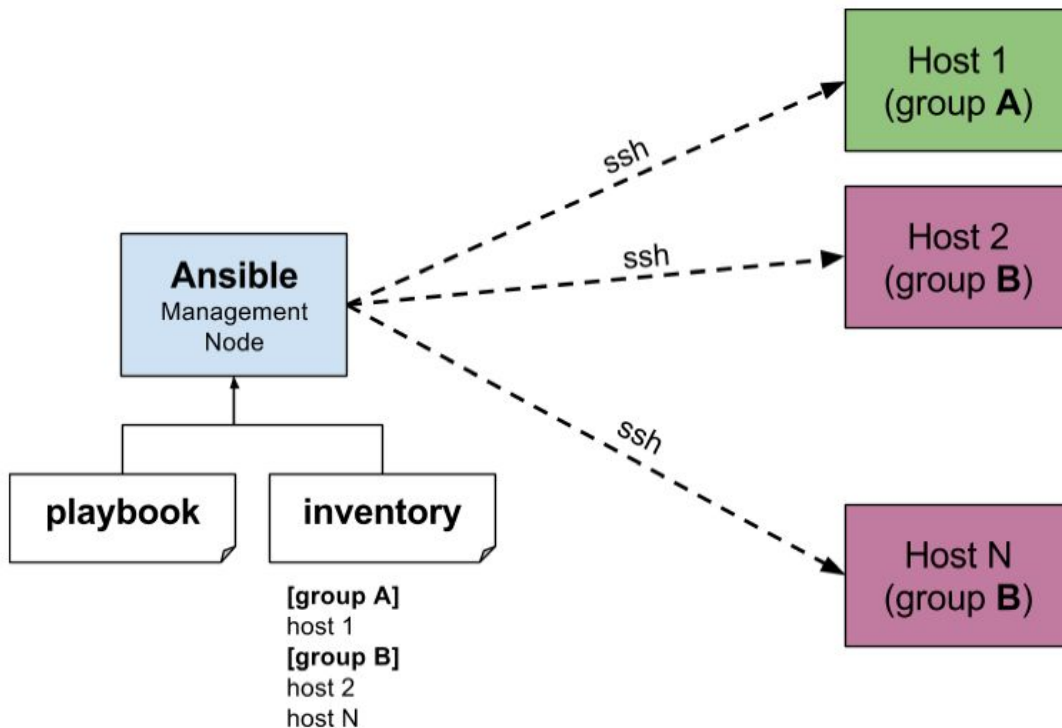 Host 1
(group A)
ssh
Host 2
(group B)
ssh
Ansible
Management
Node
ssh
playbook
inventory
Host N
(group B)
[group A]
host 1
[group B]
host 2
host N